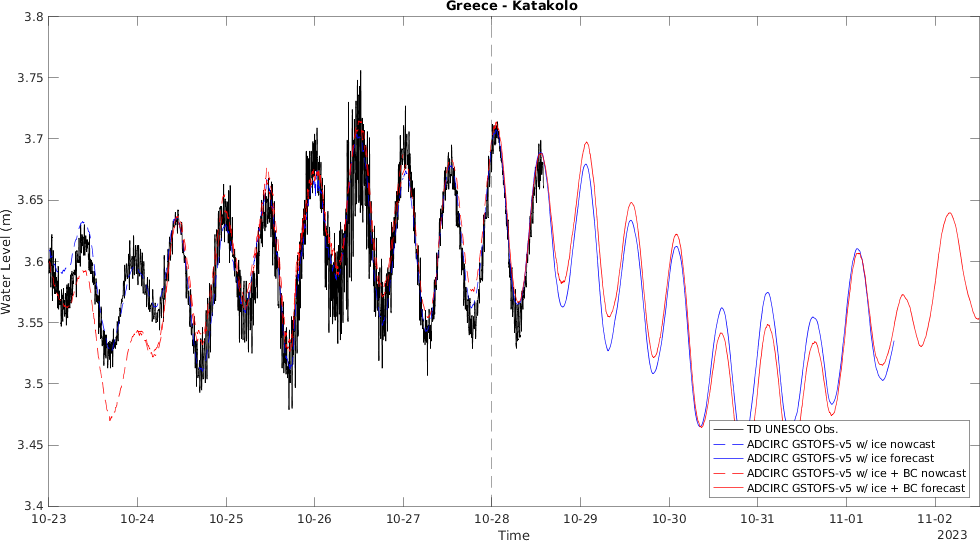 Greece - Katakolo
3.8
3.75
3.7
3.65
3.6
3.55
3.5
3.45
3.4
Water Level (m)
TD UNESCO Obs.
ADCIRC GSTOFS-v5 w/ ice nowcast
ADCIRC GSTOFS-v5 w/ ice forecast
ADCIRC GSTOFS-v5 w/ ice + BC nowcast
ADCIRC GSTOFS-v5 w/ ice + BC forecast
10-23 10-24 10-25 10-26 10-27 10-28 10-29 10-30 10-31 11-01 11-02
Time
2023